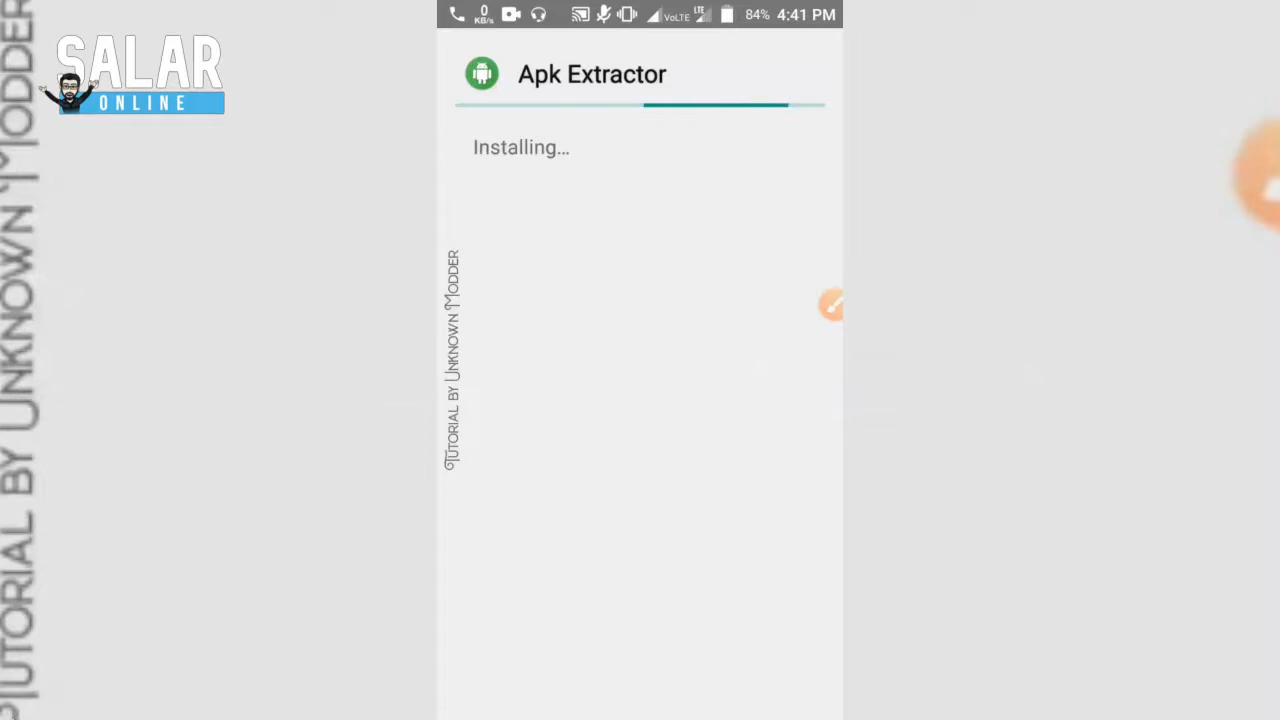 SALAR
ONLINE
0
KB/s
VoLTE
LTE
84%
4:41 PM
Apk Extractor
Installing...
Tutorial by Unknown Modder
Tutorial by Unknown Modder